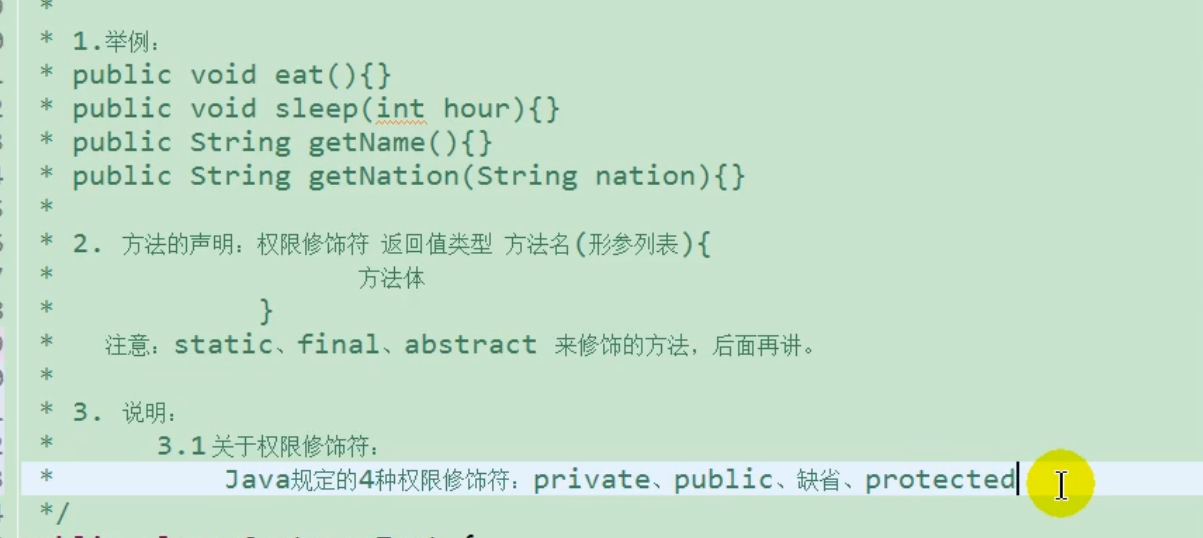 *
* 1.举例：
* public void eat(){}
* public void sleep(int hour){}
* public String getName(){}
* public String getNation(String nation){}
*
* 2. 方法的声明：权限修饰符 返回值类型 方法名(形参列表){
* 方法体
* }
* 注意：static、final、abstract 来修饰的方法，后面再讲。
*
* 3. 说明：
* 3.1关于权限修饰符：
* Java规定的4种权限修饰符：private、public、缺省、protected
*/